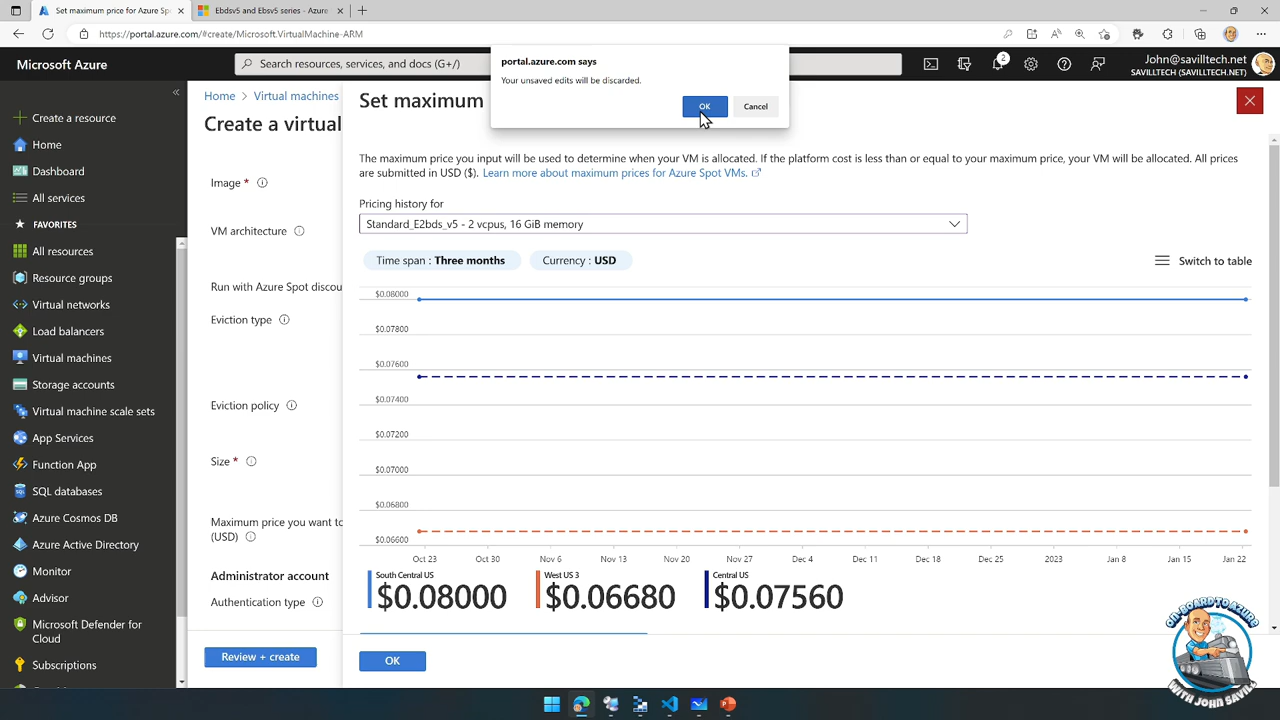 Set maximum price for Azure Sp
Ebdsv5 and Ebsv5 series - Azure
https://portal.azure.com/#create/Microsoft.VirtualMachine-ARM
Microsoft Azure
Search resources, services, and docs (G+/)
2
John@savilltech.net
SAVILLTECH (SAVILLTECH.NET)
portal.azure.com says
Your unsaved edits will be discarded.
OK
Cancel
Create a resource
Home
Dashboard
All services
FAVORITES
All resources
Resource groups
Virtual networks
Load balancers
Virtual machines
Storage accounts
Virtual machine scale sets
App Services
Function App
SQL databases
Azure Cosmos DB
Azure Active Directory
Monitor
Advisor
Microsoft Defender for
Cloud
Subscriptions
Home > Virtual machines
Create a virtual
Image *
VM architecture
Run with Azure Spot discou
Eviction type
Eviction policy
Size *
Maximum price you want to
(USD)
Administrator account
Authentication type
Review + create
Set maximum
The maximum price you input will be used to determine when your VM is allocated. If the platform cost is less than or equal to your maximum price, your VM will be allocated. All prices
are submitted in USD ($). Learn more about maximum prices for Azure Spot VMs.
Pricing history for
Standard_E2bds_v5 - 2 vcpus, 16 GiB memory
Time span : Three months
Currency : USD
Switch to table
$0.08000
$0.07800
$0.07600
$0.07400
$0.07200
$0.07000
$0.06800
$0.06600
Oct 23 Oct 30 Nov 6 Nov 13 Nov 20 Nov 27 Dec 4 Dec 11 Dec 18 Dec 25 2023 Jan 8 Jan 15 Jan 22
South Central US
$0.08000
West US 3
$0.06680
Central US
$0.07560
OK
ON-BOARD TO AZURE
WITH JOHN SAVILL